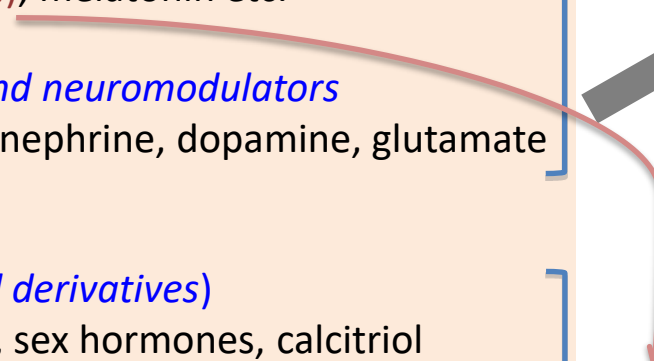 melatonin etc.
nd neuromodulators
nephrine, dopamine, glutamate
derivatives)
, sex hormones, calcitriol